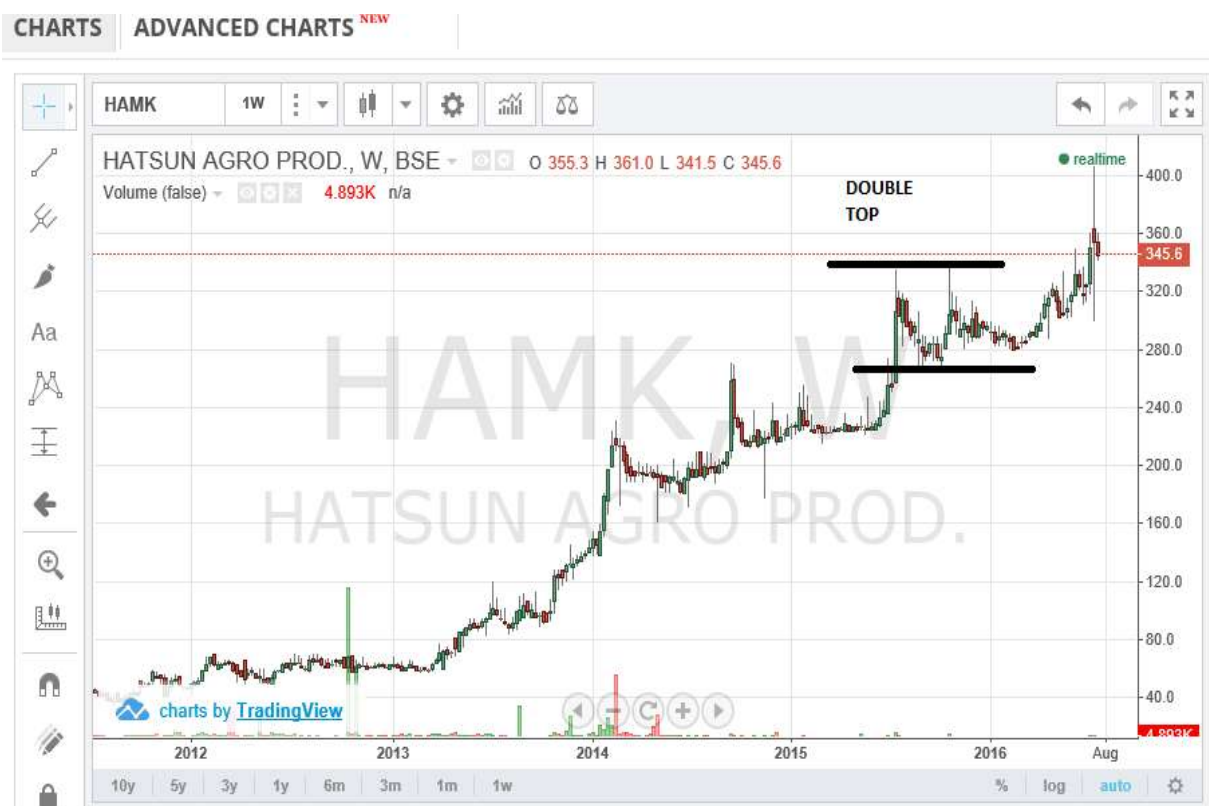 CHARTS ADVANCED CHARTS NEW
HAMK 1W
HATSUN AGRO PROD., W, BSE O 355.3 H 361.0 L 341.5 C 345.6 realtime
Volume (false) 4.893K n/a
DOUBLE
TOP
400.0
360.0
345.6
320.0
280.0
240.0
200.0
160.0
120.0
80.0
40.0
4.893K
Aa
HAMK, W
HATSUN AGRO PROD.
charts by TradingView
2012 2013 2014 2015 2016 Aug
10y 5y 3y 1y 6m 3m 1m 1w % log auto